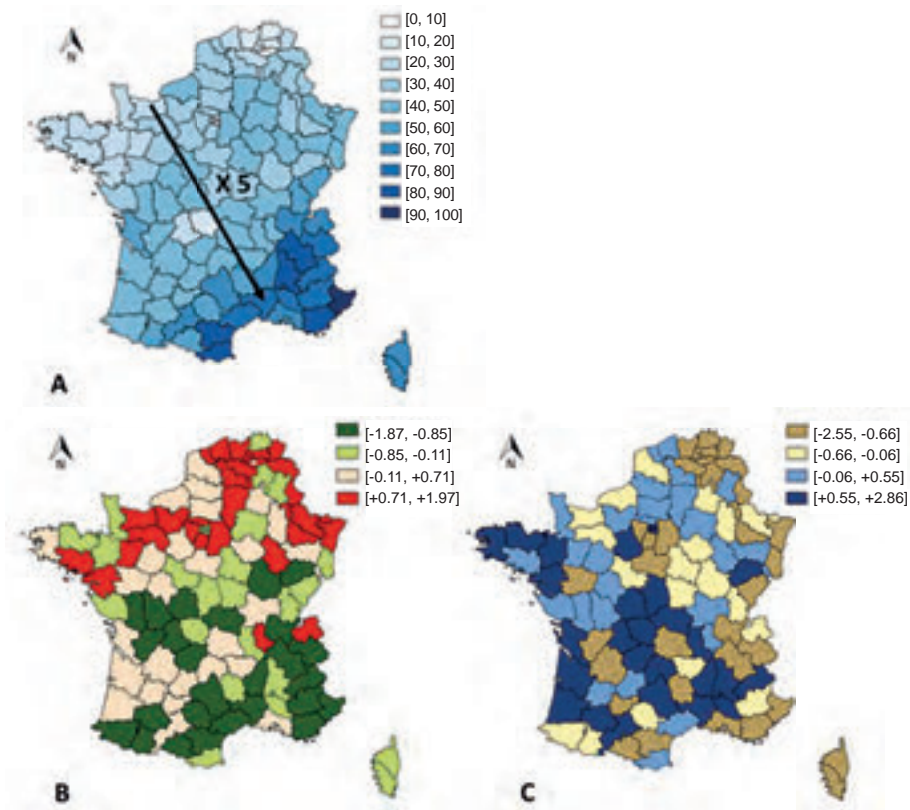 N
[0, 10]
[10, 20]
[20, 30]
[30, 40]
[40, 50]
[50, 60]
[60, 70]
[70, 80]
[80, 90]
[90, 100]
X 5
A
N
[-1.87, -0.85]
[-0.85, -0.11]
[-0.11, +0.71]
[+0.71, +1.97]
B
N
[-2.55, -0.66]
[-0.66, -0.06]
[-0.06, +0.55]
[+0.55, +2.86]
C